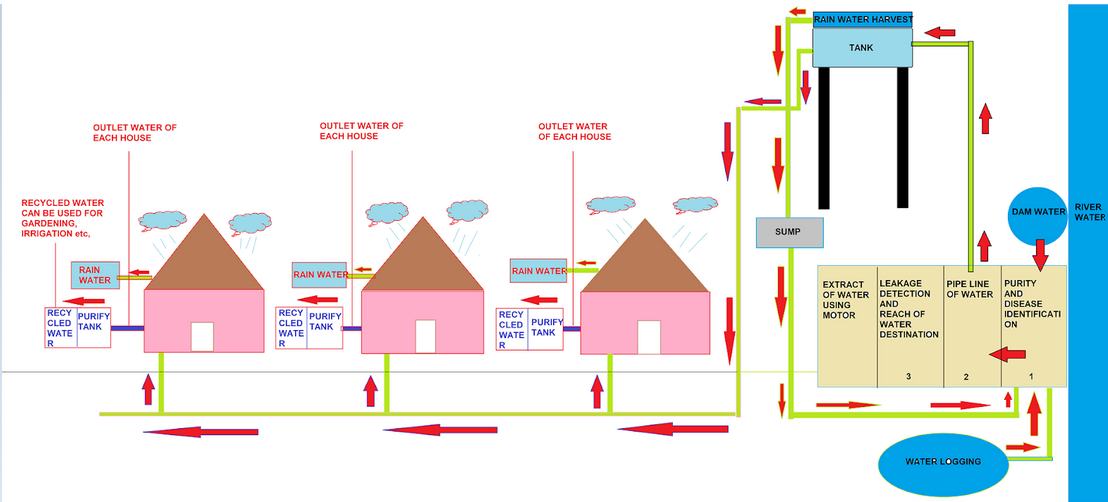 RAIN WATER HARVEST
TANK
OUTLET WATER OF
EACH HOUSE
OUTLET WATER OF
EACH HOUSE
OUTLET WATER
OF EACH HOUSE
RECYCLED WATER
CAN BE USED FOR
GARDENING,
IRRIGATION etc,
RAIN
WATER
RAIN WATER
RAIN WATER
RECY
CLED
WATE
R
PURIFY
TANK
RECY
CLED
WATE
R
PURIFY
TANK
RECY
CLED
WATE
R
PURIFY
TANK
SUMP
DAM WATER
RIVER
WATER
EXTRACT
OF WATER
USING
MOTOR
LEAKAGE
DETECTION
AND
REACH OF
WATER
DESTINATION
3
PIPE LINE
OF WATER
2
PURITY
AND
DISEASE
IDENTIFICATI
ON
1
WATER LOGGING